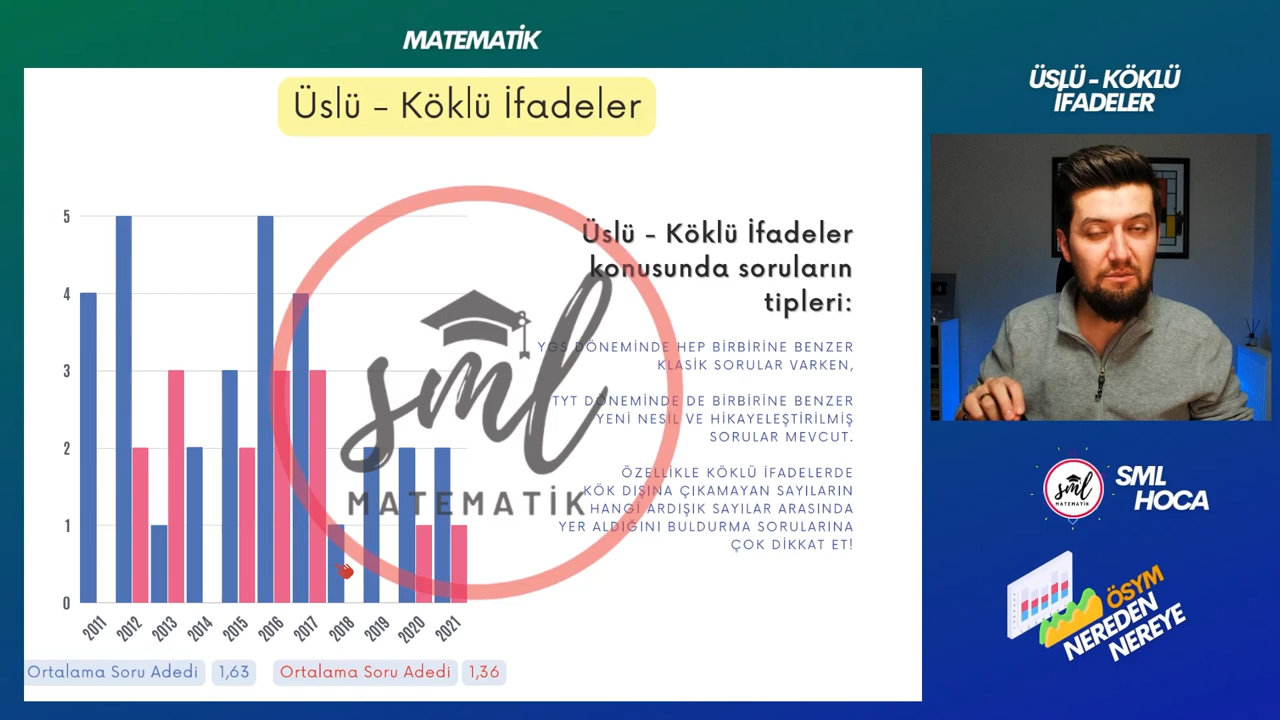 MATEMATİK
Üslü - Köklü İfadeler
5
4
3
2
1
0
2011
2012
2013
2014
2015
2016
2017
2018
2019
2020
2021
Ortalama Soru Adedi 1,63
Ortalama Soru Adedi 1,36
Üslü - Köklü İfadeler
konusunda soruların
tipleri:
YGS DÖNEMİNDE HEP BİRBİRİNE BENZER
KLASİK SORULAR VARKEN,
TYT DÖNEMİNDE DE BİRBİRİNE BENZER
YENİ NESİL VE HİKAYELEŞTİRİLMİŞ
SORULAR MEVCUT.
ÖZELLİKLE KÖKLÜ İFADELERDE
KÖK DIŞINA ÇIKAMAYAN SAYILARIN
HANGİ ARDIŞIK SAYILAR ARASINDA
YER ALDIĞINI BULDURMA SORULARINA
ÇOK DİKKAT ET!
sml
MATEMATİK
ÜSLÜ - KÖKLÜ
İFADELER
sml
MATEMATİK
SML
HOCA
ÖSYM
NEREDEN
NEREYE